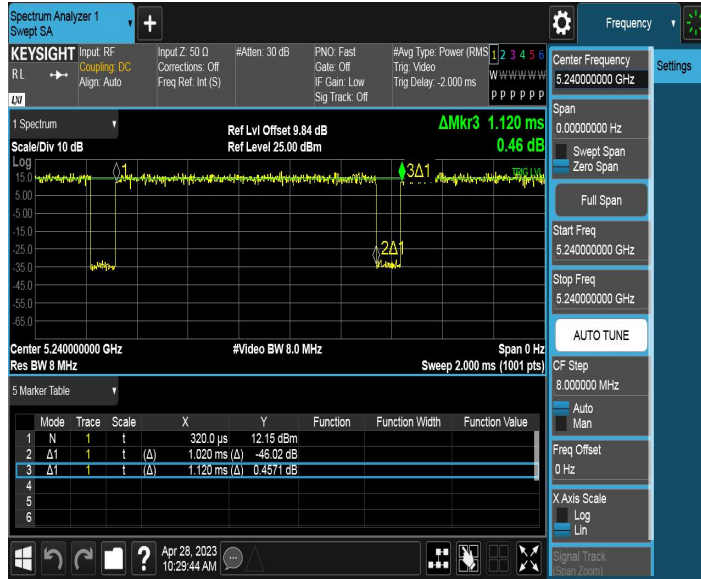 Spectrum Analyzer 1
Swept SA
Frequency
KEYSIGHT
RL
LXI
Input: RF
Coupling: DC
Align: Auto
Input Z: 50 Ω
Corrections: Off
Freq Ref: Int (S)
#Atten: 30 dB
PNO: Fast
Gate: Off
IF Gain: Low
Sig Track: Off
#Avg Type: Power (RMS
Trig: Video
Trig Delay: -2.000 ms
1 2 3 4 5 6
W W W W W W
P P P P P P
Center Frequency
5.240000000 GHz
Settings
Span
0.00000000 Hz
Swept Span
Zero Span
Full Span
Start Freq
5.240000000 GHz
Stop Freq
5.240000000 GHz
AUTO TUNE
CF Step
8.000000 MHz
Auto
Man
Freq Offset
0 Hz
X Axis Scale
Log
Lin
Signal Track
(Span Zoom)
1 Spectrum
Scale/Div 10 dB
Ref Lvl Offset 9.84 dB
Ref Level 25.00 dBm
ΔMkr3 1.120 ms
0.46 dB
Log
15.0
5.00
-5.00
-15.0
-25.0
-35.0
-45.0
-55.0
-65.0
1
3Δ1
TRIG LVL
2Δ1
Center 5.240000000 GHz
#Video BW 8.0 MHz
Span 0 Hz
Res BW 8 MHz
Sweep 2.000 ms (1001 pts)
5 Marker Table
Mode Trace Scale X Y Function Function Width Function Value
1 N 1 t 320.0 µs 12.15 dBm
2 Δ1 1 t (Δ) 1.020 ms (Δ) -46.02 dB
3 Δ1 1 t (Δ) 1.120 ms (Δ) 0.4571 dB
4
5
6
?
Apr 28, 2023
10:29:44 AM